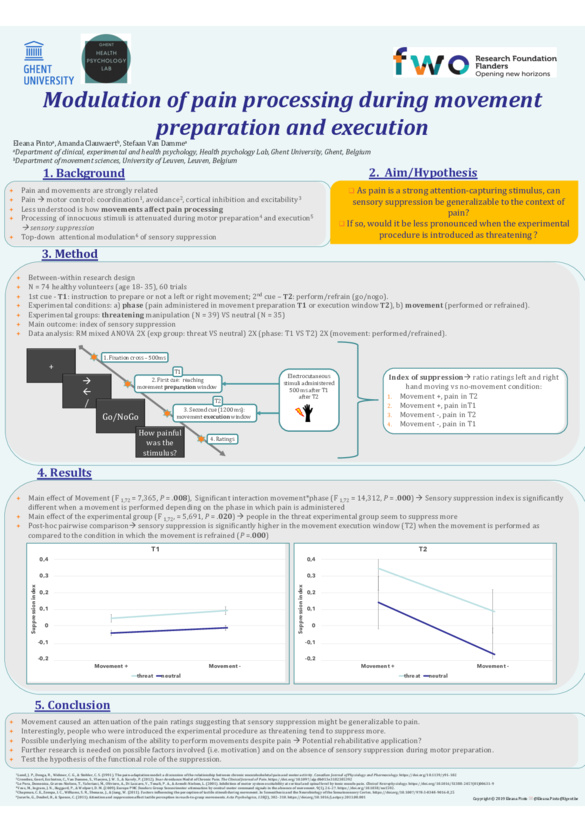 GHENT
UNIVERSITY
GHENT
HEALTH
PSYCHOLOGY
LAB
fwo
Research Foundation
Flanders
Opening new horizons
Modulation of pain processing during movement
preparation and execution
Eleana Pintoᵃ, Amanda Clauwaertᵇ, Stefaan Van Dammeᵃ
ᵃDepartment of clinical, experimental and health psychology, Health psychology Lab, Ghent University, Ghent, Belgium
ᵇDepartment of movement sciences, University of Leuven, Leuven, Belgium
1. Background
Pain and movements are strongly related
Pain → motor control: coordination¹, avoidance², cortical inhibition and excitability³
Less understood is how movements affect pain processing
Processing of innocuous stimuli is attenuated during motor preparation⁴ and execution⁵
→ sensory suppression
Top-down attentional modulation⁶ of sensory suppression
2. Aim/Hypothesis
As pain is a strong attention-capturing stimulus, can
sensory suppression be generalizable to the context of
pain?
If so, would it be less pronounced when the experimental
procedure is introduced as threatening ?
3. Method
Between-within research design
N = 74 healthy volunteers (age 18- 35), 60 trials
1st cue - T1: instruction to prepare or not a left or right movement; 2ⁿᵈ cue – T2: perform/refrain (go/nogo).
Experimental conditions: a) phase (pain administered in movement preparation window T1 or execution window T2), b) movement (performed or refrained).
Experimental groups: threatening manipulation (N = 39) VS neutral (N = 35)
Main outcome: index of sensory suppression
Data analysis: RM mixed ANOVA 2X (exp group: threat VS neutral) 2X (phase: T1 VS T2) 2X (movement: performed/refrained).
+
→
←
/
Go/NoGo
How painful
was the
stimulus?
1. Fixation cross - 500ms
T1
2. First cue: reaching
movement preparation window
T2
3. Second cue (1200 ms):
movement execution window
4. Ratings
Electrocutaneous
stimuli administered
500 ms after T1
after T2
Index of suppression→ ratio ratings left and right
hand moving vs no-movement condition:
1. Movement +, pain in T2
2. Movement +, pain inT1
3. Movement -, pain in T2
4. Movement -, pain in T1
4. Results
Main effect of Movement (F 1,72 = 7,365, P = .008), Significant interaction movement*phase (F 1,72 = 14,312, P = .000) → Sensory suppression index is significantly
different when a movement is performed depending on the phase in which pain is administered
Main effect of the experimental group (F 1,72, = 5,691, P = .020) → people in the threat experimental group seem to suppress more
Post-hoc pairwise comparison→ sensory suppression is significantly higher in the movement execution window (T2) when the movement is performed as
compared to the condition in which the movement is refrained (P =.000)
T1
Suppression index
0,4
0,3
0,2
0,1
0
-0,1
-0,2
Movement + Movement -
threat neutral
T2
Suppression index
0,4
0,3
0,2
0,1
0
-0,1
-0,2
Movement + Movement -
threat neutral
5. Conclusion
Movement caused an attenuation of the pain ratings suggesting that sensory suppression might be generalizable to pain.
Interestingly, people who were introduced the experimental procedure as threatening tend to suppress more.
Possible underlying mechanism of the ability to perform movements despite pain → Potential rehabilitative application?
Further research is needed on possible factors involved (i.e. motivation) and on the absence of sensory suppression during motor preparation.
Test the hypothesis of the functional role of the suppression.